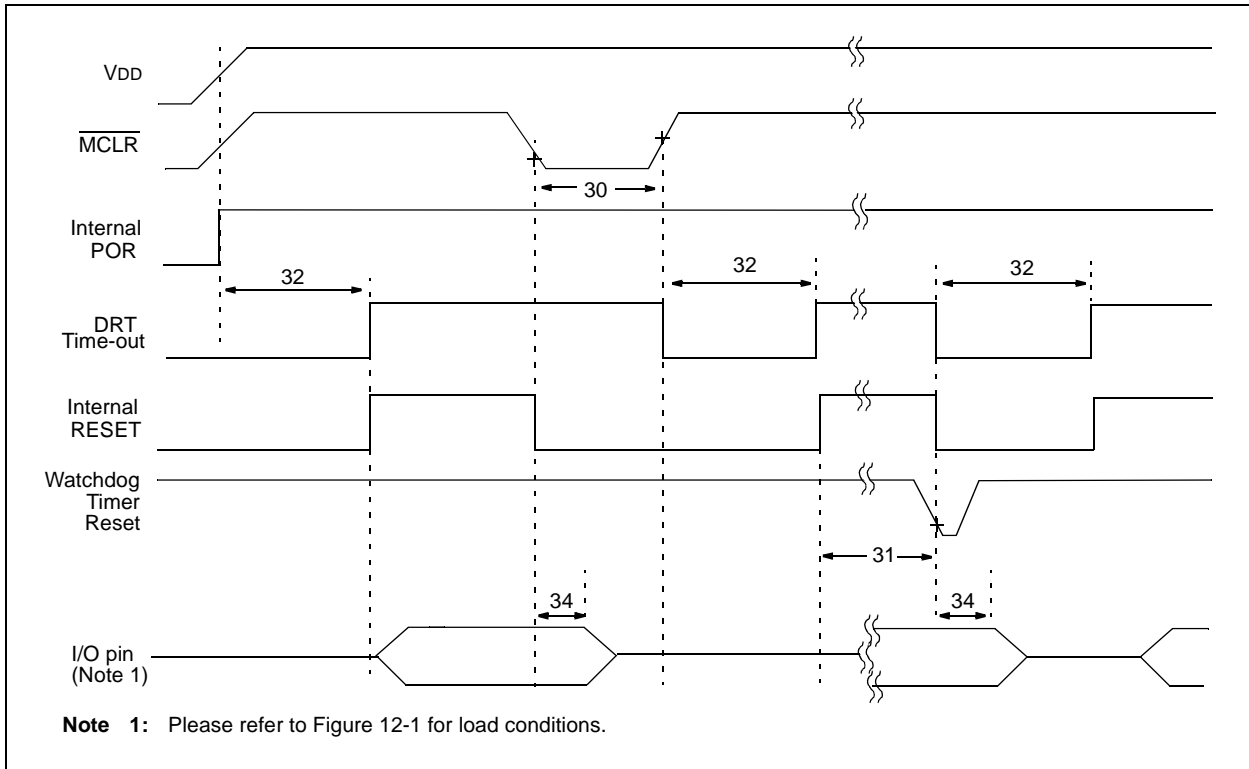 VDD
MCLR
30
Internal
POR
32
32
32
DRT
Time-out
Internal
RESET
Watchdog
Timer
Reset
31
34
34
I/O pin
(Note 1)
Note 1: Please refer to Figure 12-1 for load conditions.